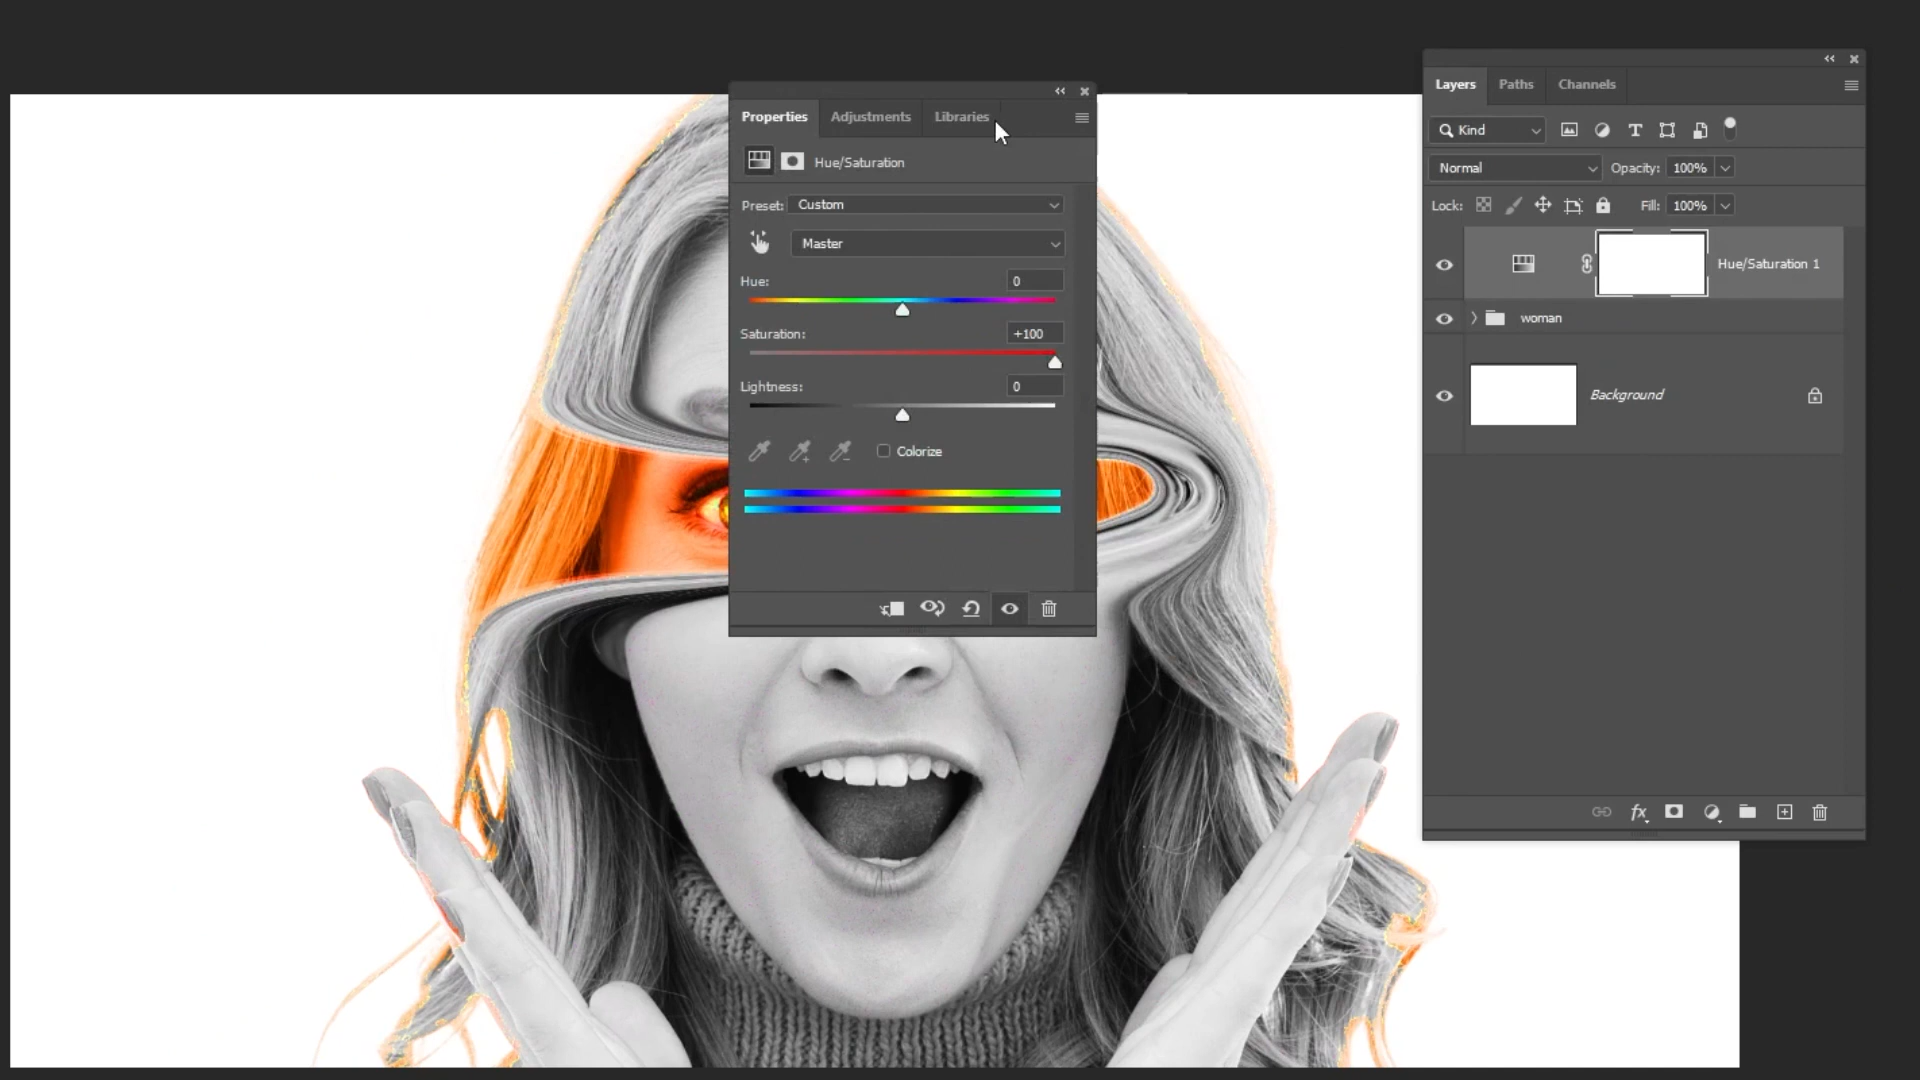 Properties Adjustments Libraries
Hue/Saturation
Preset: Custom
Master
Hue: 0
Saturation: +100
Lightness: 0
Colorize
Layers Paths Channels
Kind
Normal Opacity: 100%
Lock: Fill: 100%
Hue/Saturation 1
woman
Background
fx